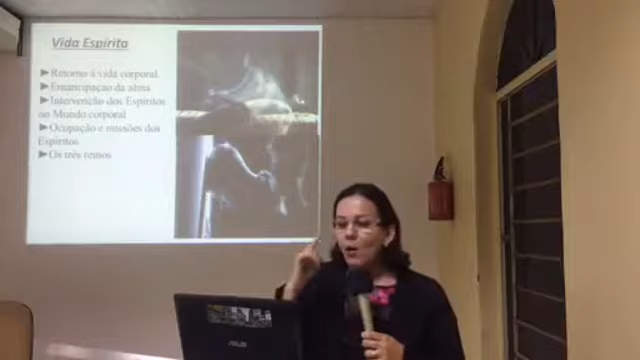 Vida Espírita
►Retorno à vida corporal.
►Emancipação da alma
►Intervenção dos Espíritos
no Mundo corporal
►Ocupação e missões dos
Espíritos
►Os três reinos
ASUS